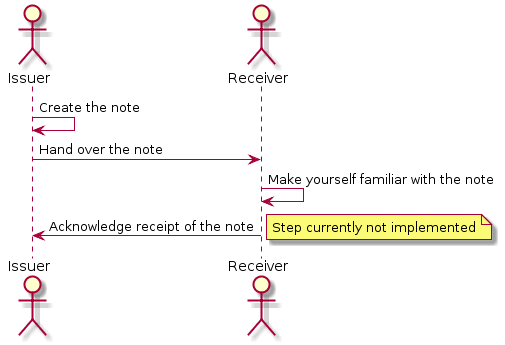 Issuer
Receiver
Create the note
Hand over the note
Make yourself familiar with the note
Acknowledge receipt of the note
Step currently not implemented
Issuer
Receiver